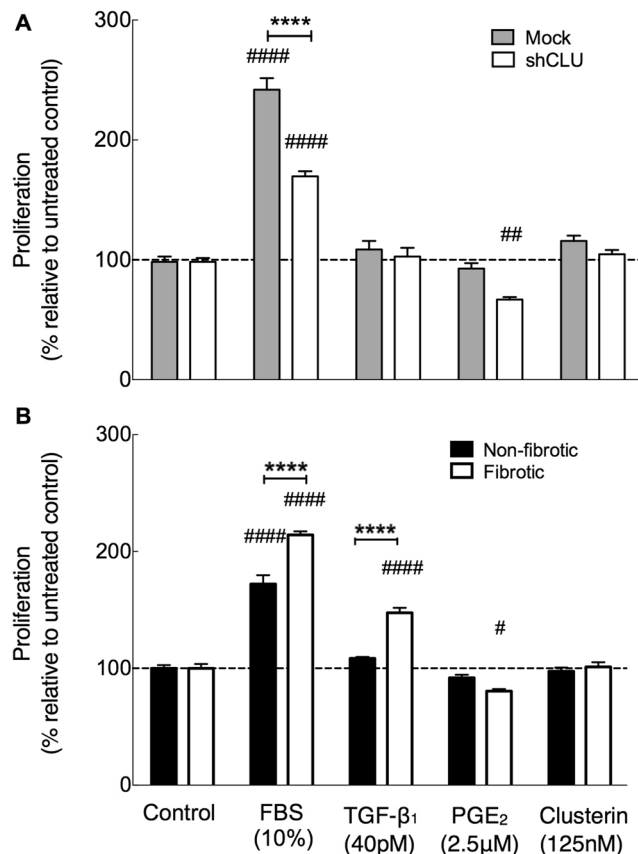 A
300
****
Mock
shCLU
####
200
####
Proliferation
(% relative to untreated control)
##
100
0
B
300
****
Non-fibrotic
Fibrotic
####
####
****
200
####
Proliferation
(% relative to untreated control)
#
100
0
Control FBS TGF-β₁ PGE₂ Clusterin
(10%) (40pM) (2.5µM) (125nM)